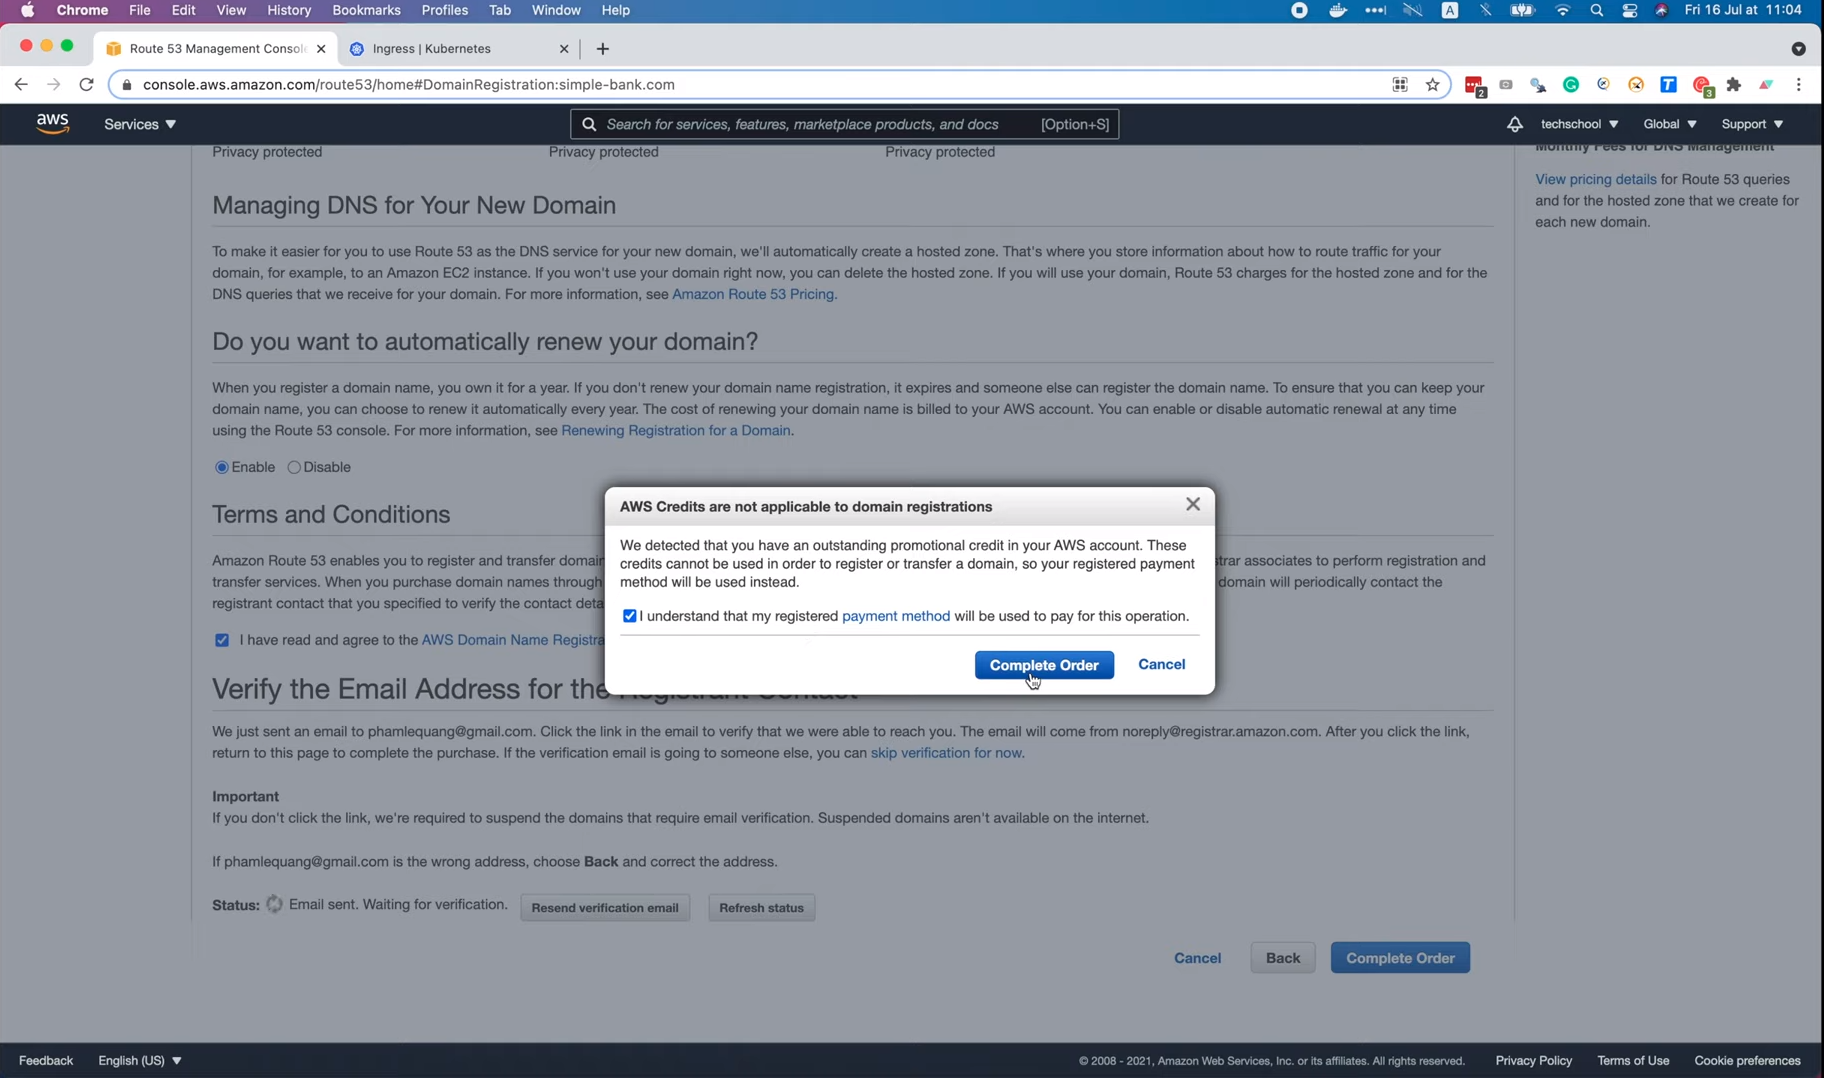 Chrome File Edit View History Bookmarks Profiles Tab Window Help A Fri 16 Jul at 11:04
Route 53 Management Console Ingress | Kubernetes
console.aws.amazon.com/route53/home#DomainRegistration:simple-bank.com 2 T 3
aws Services Search for services, features, marketplace products, and docs [Option+S] techschool Global Support
Privacy protected Privacy protected Privacy protected
Monthly Fees for DNS Management
View pricing details for Route 53 queries
and for the hosted zone that we create for
each new domain.
Managing DNS for Your New Domain
To make it easier for you to use Route 53 as the DNS service for your new domain, we'll automatically create a hosted zone. That's where you store information about how to route traffic for your
domain, for example, to an Amazon EC2 instance. If you won't use your domain right now, you can delete the hosted zone. If you will use your domain, Route 53 charges for the hosted zone and for the
DNS queries that we receive for your domain. For more information, see Amazon Route 53 Pricing.
Do you want to automatically renew your domain?
When you register a domain name, you own it for a year. If you don't renew your domain name registration, it expires and someone else can register the domain name. To ensure that you can keep your
domain name, you can choose to renew it automatically every year. The cost of renewing your domain name is billed to your AWS account. You can enable or disable automatic renewal at any time
using the Route 53 console. For more information, see Renewing Registration for a Domain.
Enable Disable
Terms and Conditions
Amazon Route 53 enables you to register and transfer domain strar associates to perform registration and
transfer services. When you purchase domain names through domain will periodically contact the
registrant contact that you specified to verify the contact deta
I have read and agree to the AWS Domain Name Registra
AWS Credits are not applicable to domain registrations
We detected that you have an outstanding promotional credit in your AWS account. These
credits cannot be used in order to register or transfer a domain, so your registered payment
method will be used instead.
I understand that my registered payment method will be used to pay for this operation.
Complete Order Cancel
Verify the Email Address for the Registrant Contact
We just sent an email to phamlequang@gmail.com. Click the link in the email to verify that we were able to reach you. The email will come from noreply@registrar.amazon.com. After you click the link,
return to this page to complete the purchase. If the verification email is going to someone else, you can skip verification for now.
Important
If you don't click the link, we're required to suspend the domains that require email verification. Suspended domains aren't available on the internet.
If phamlequang@gmail.com is the wrong address, choose Back and correct the address.
Status: Email sent. Waiting for verification. Resend verification email Refresh status
Cancel Back Complete Order
Feedback English (US) © 2008 - 2021, Amazon Web Services, Inc. or its affiliates. All rights reserved. Privacy Policy Terms of Use Cookie preferences